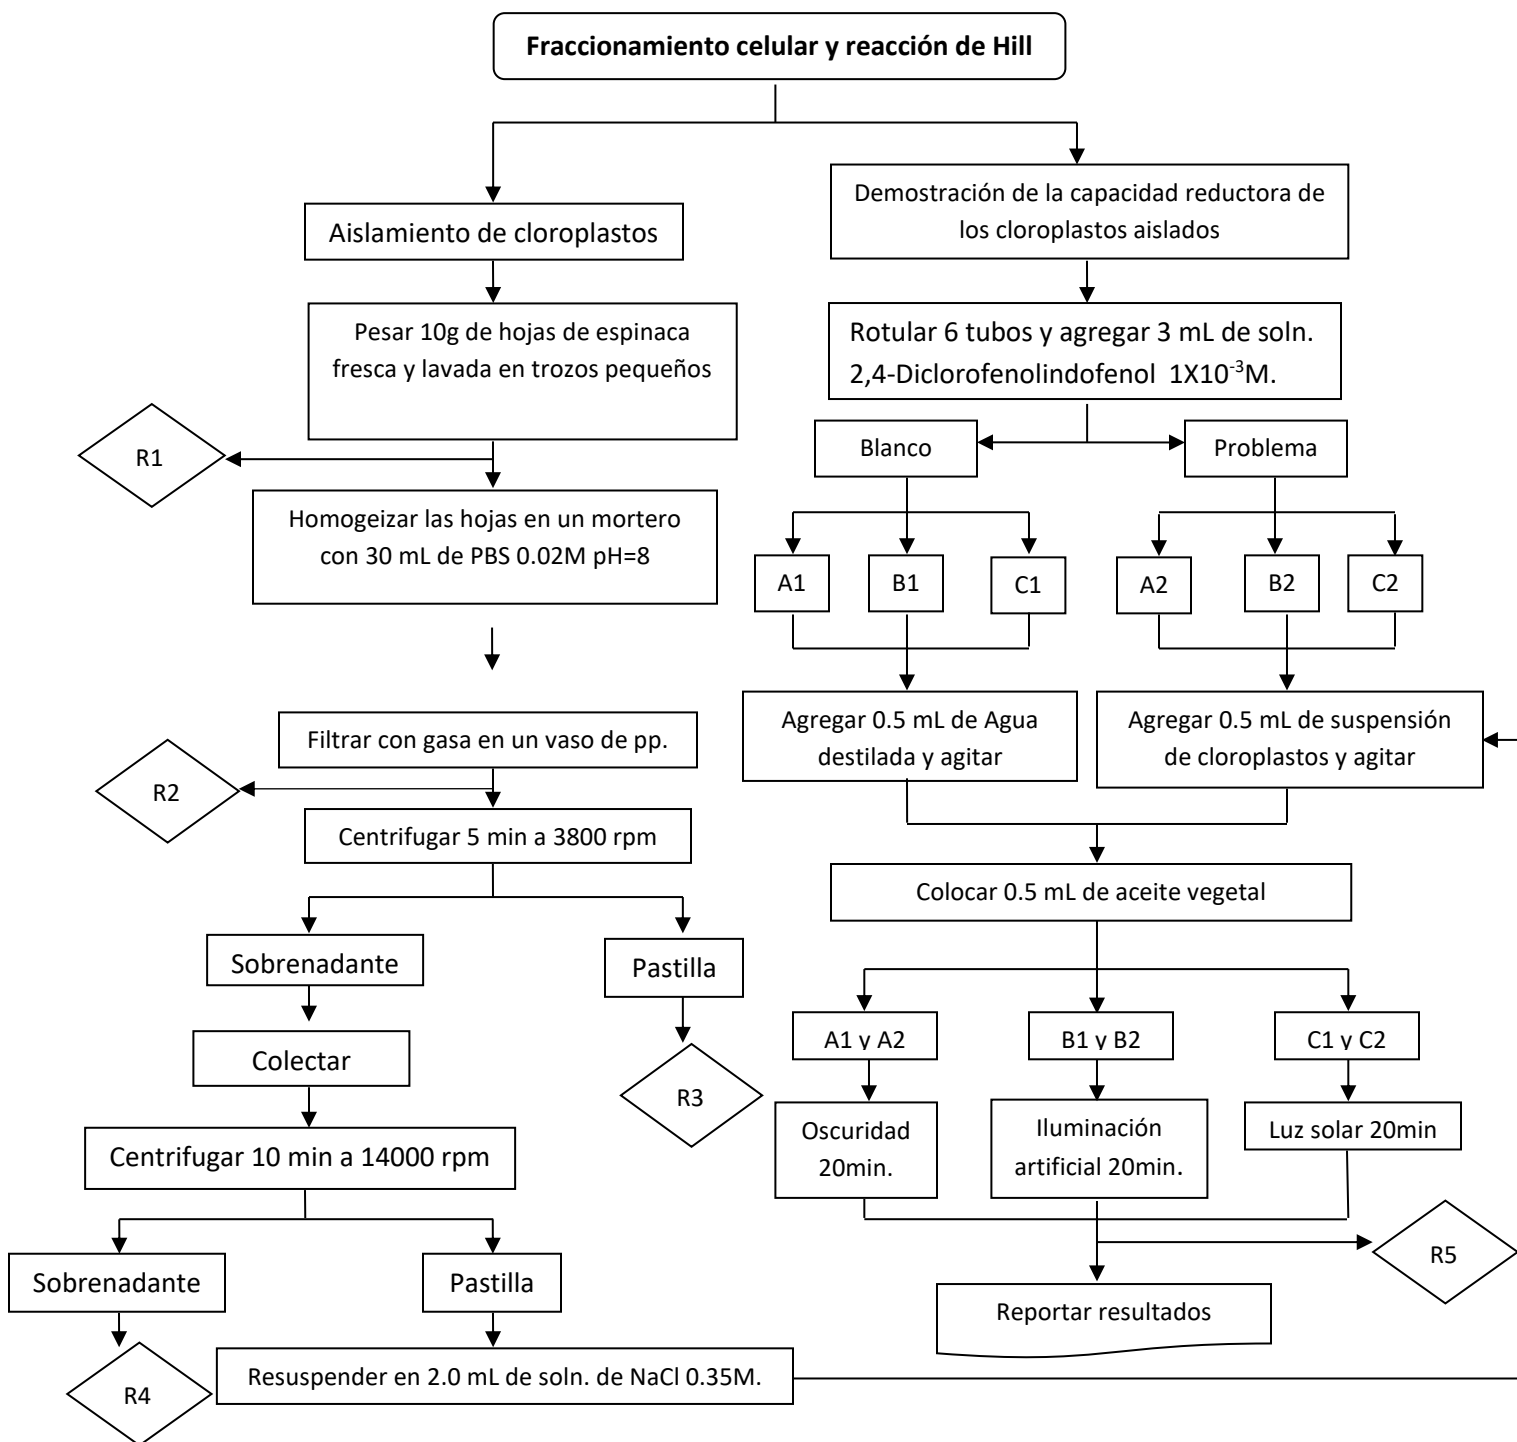 Fraccionamiento celular y reacción de Hill
Aislamiento de cloroplastos
Pesar 10g de hojas de espinaca
fresca y lavada en trozos pequeños
R1
Homogeizar las hojas en un mortero
con 30 mL de PBS 0.02M pH=8
Filtrar con gasa en un vaso de pp.
R2
Centrifugar 5 min a 3800 rpm
Sobrenadante
Pastilla
Colectar
R3
Centrifugar 10 min a 14000 rpm
Sobrenadante
Pastilla
R4
Resuspender en 2.0 mL de soln. de NaCl 0.35M.
Demostración de la capacidad reductora de
los cloroplastos aislados
Rotular 6 tubos y agregar 3 mL de soln.
2,4-Diclorofenolindofenol 1X10⁻³M.
Blanco
Problema
A1
B1
C1
A2
B2
C2
Agregar 0.5 mL de Agua
destilada y agitar
Agregar 0.5 mL de suspensión
de cloroplastos y agitar
Colocar 0.5 mL de aceite vegetal
A1 y A2
B1 y B2
C1 y C2
Oscuridad
20min.
Iluminación
artificial 20min.
Luz solar 20min
R5
Reportar resultados